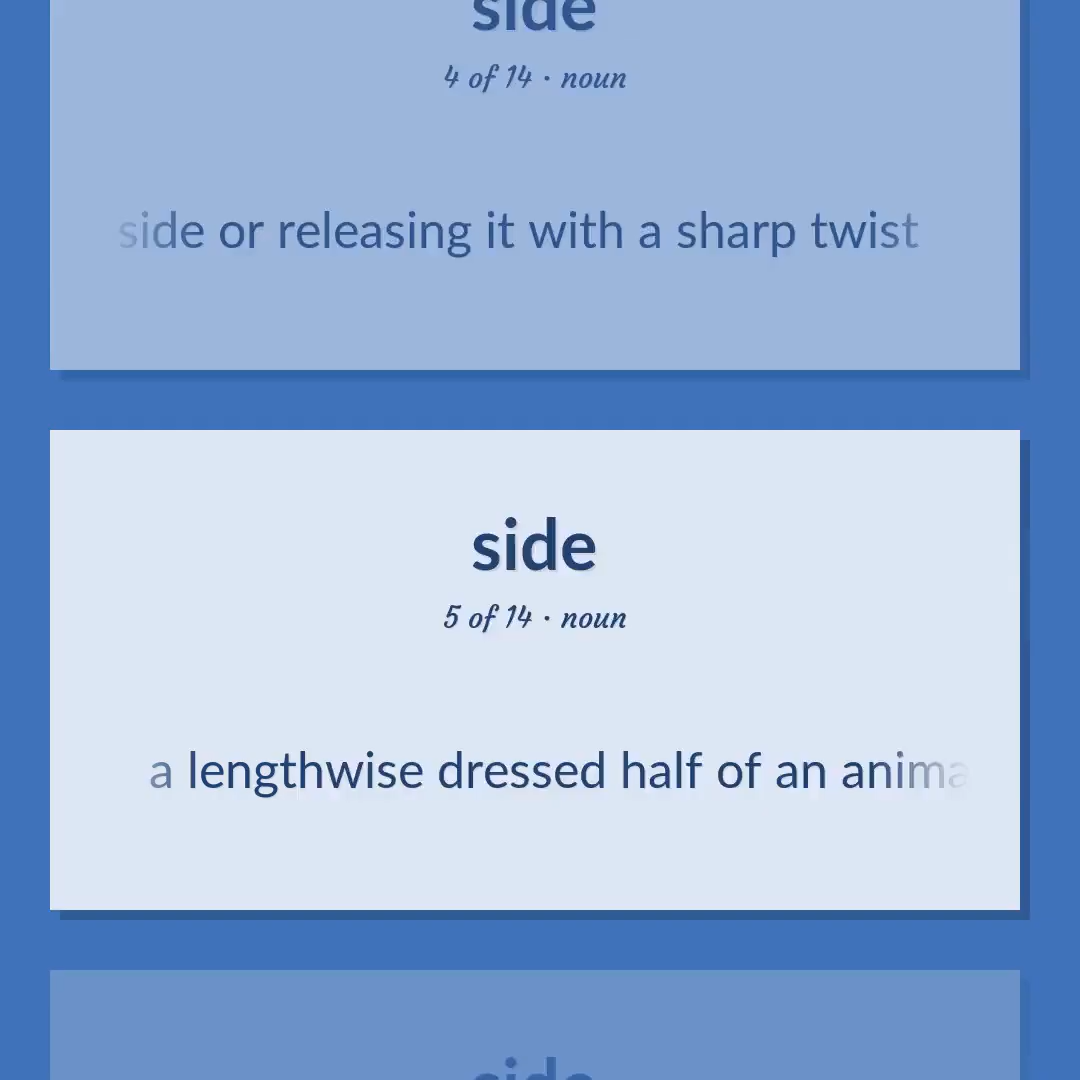 side
4 of 14 · noun
side or releasing it with a sharp twist
side
5 of 14 · noun
a lengthwise dressed half of an anima
side